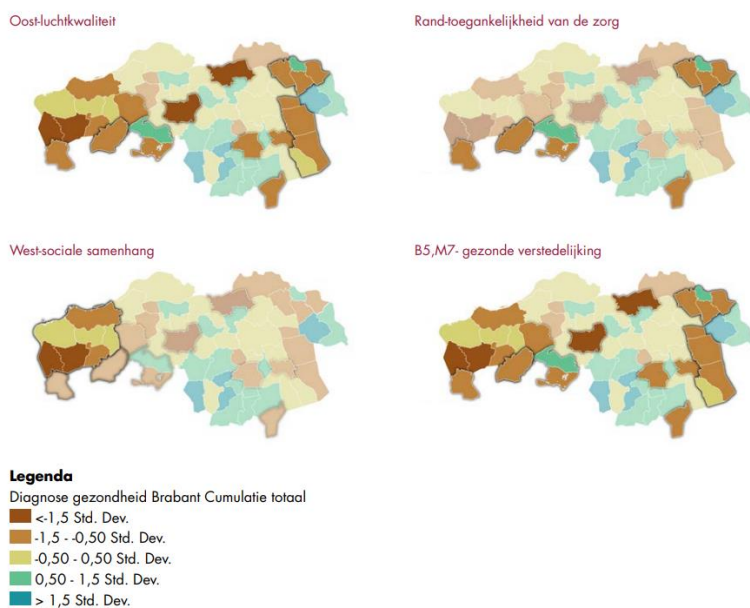 Oost-luchtkwaliteit
Rand-toegankelijkheid van de zorg
West-sociale samenhang
B5,M7- gezonde verstedelijking
Legenda
Diagnose gezondheid Brabant Cumulatie totaal
<-1,5 Std. Dev.
-1,5 - -0,50 Std. Dev.
-0,50 - 0,50 Std. Dev.
0,50 - 1,5 Std. Dev.
> 1,5 Std. Dev.